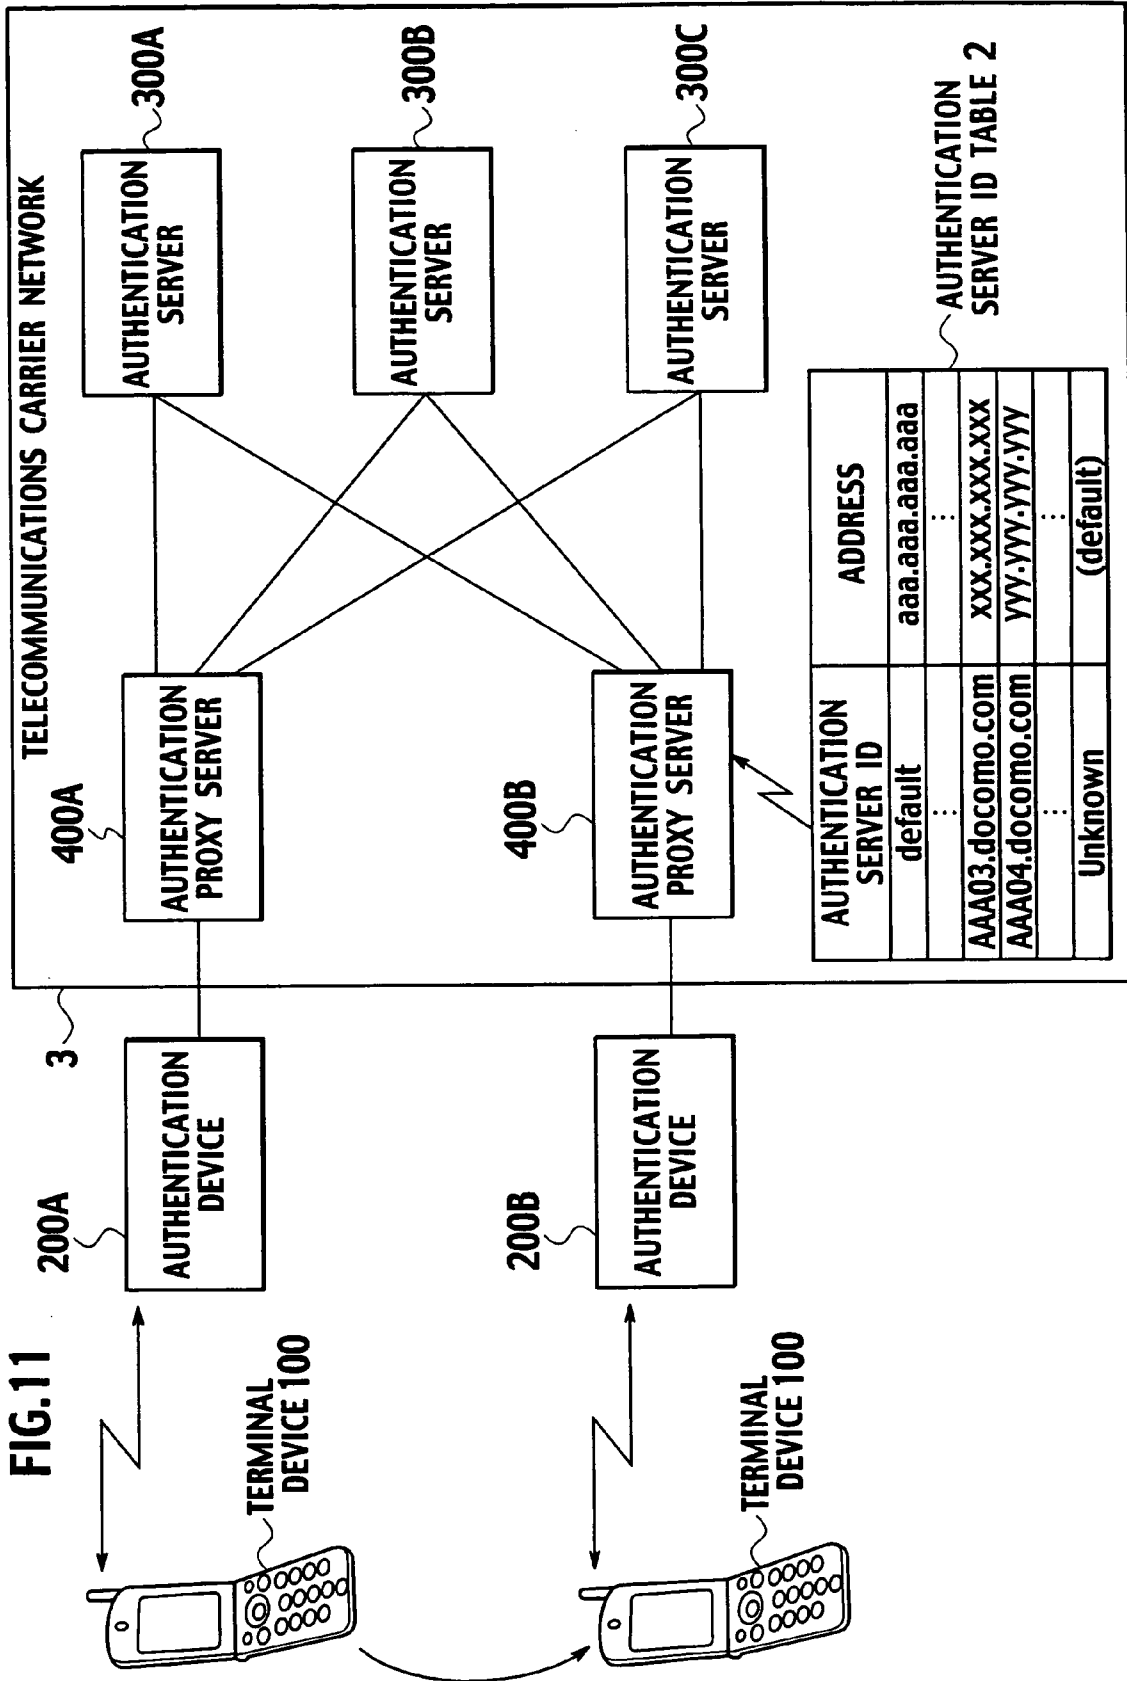 FIG.11
TELECOMMUNICATIONS CARRIER NETWORK
3
TERMINAL
DEVICE 100
200A
AUTHENTICATION
DEVICE
400A
AUTHENTICATION
PROXY SERVER
AUTHENTICATION
SERVER
300A
AUTHENTICATION
SERVER
300B
TERMINAL
DEVICE 100
200B
AUTHENTICATION
DEVICE
400B
AUTHENTICATION
PROXY SERVER
AUTHENTICATION
SERVER
300C
AUTHENTICATION
SERVER ID TABLE 2
AUTHENTICATION
SERVER ID
ADDRESS
default aaa.aaa.aaa.aaa
... ...
AAA03.docomo.com xxx.xxx.xxx.xxx
AAA04.docomo.com yyy.yyy.yyy.yyy
... ...
Unknown (default)